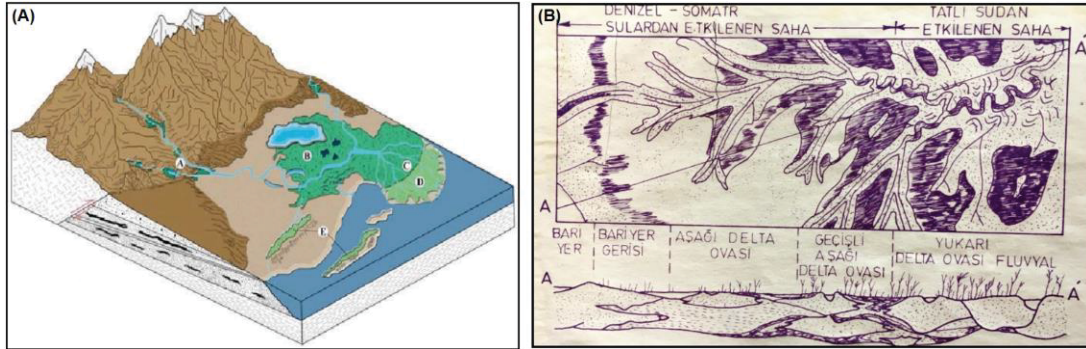 (A)
A
B
C
D
E
(B)
DENİZEL - SOMATR
SULARDAN ETKİLENEN SAHA
TATLI SUDAN
ETKİLENEN SAHA
A'
A
BARİ
YER
BARİYER
GERİSİ
AŞAĞI DELTA
OVASI
GEÇİŞLİ
AŞAĞI
DELTA OVASI
YUKARI
DELTA OVASI FLUVYAL
A
A'